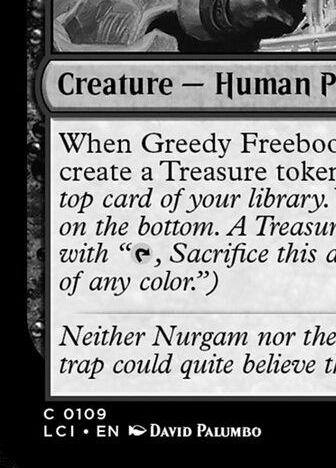 Creature — Human P
When Greedy Freeboo
create a Treasure token
top card of your library.
on the bottom. A Treasur
with “, Sacrifice this a
of any color.”)
Neither Nurgam nor the
trap could quite believe th
C 0109
LCI • EN DAVID PALUMBO